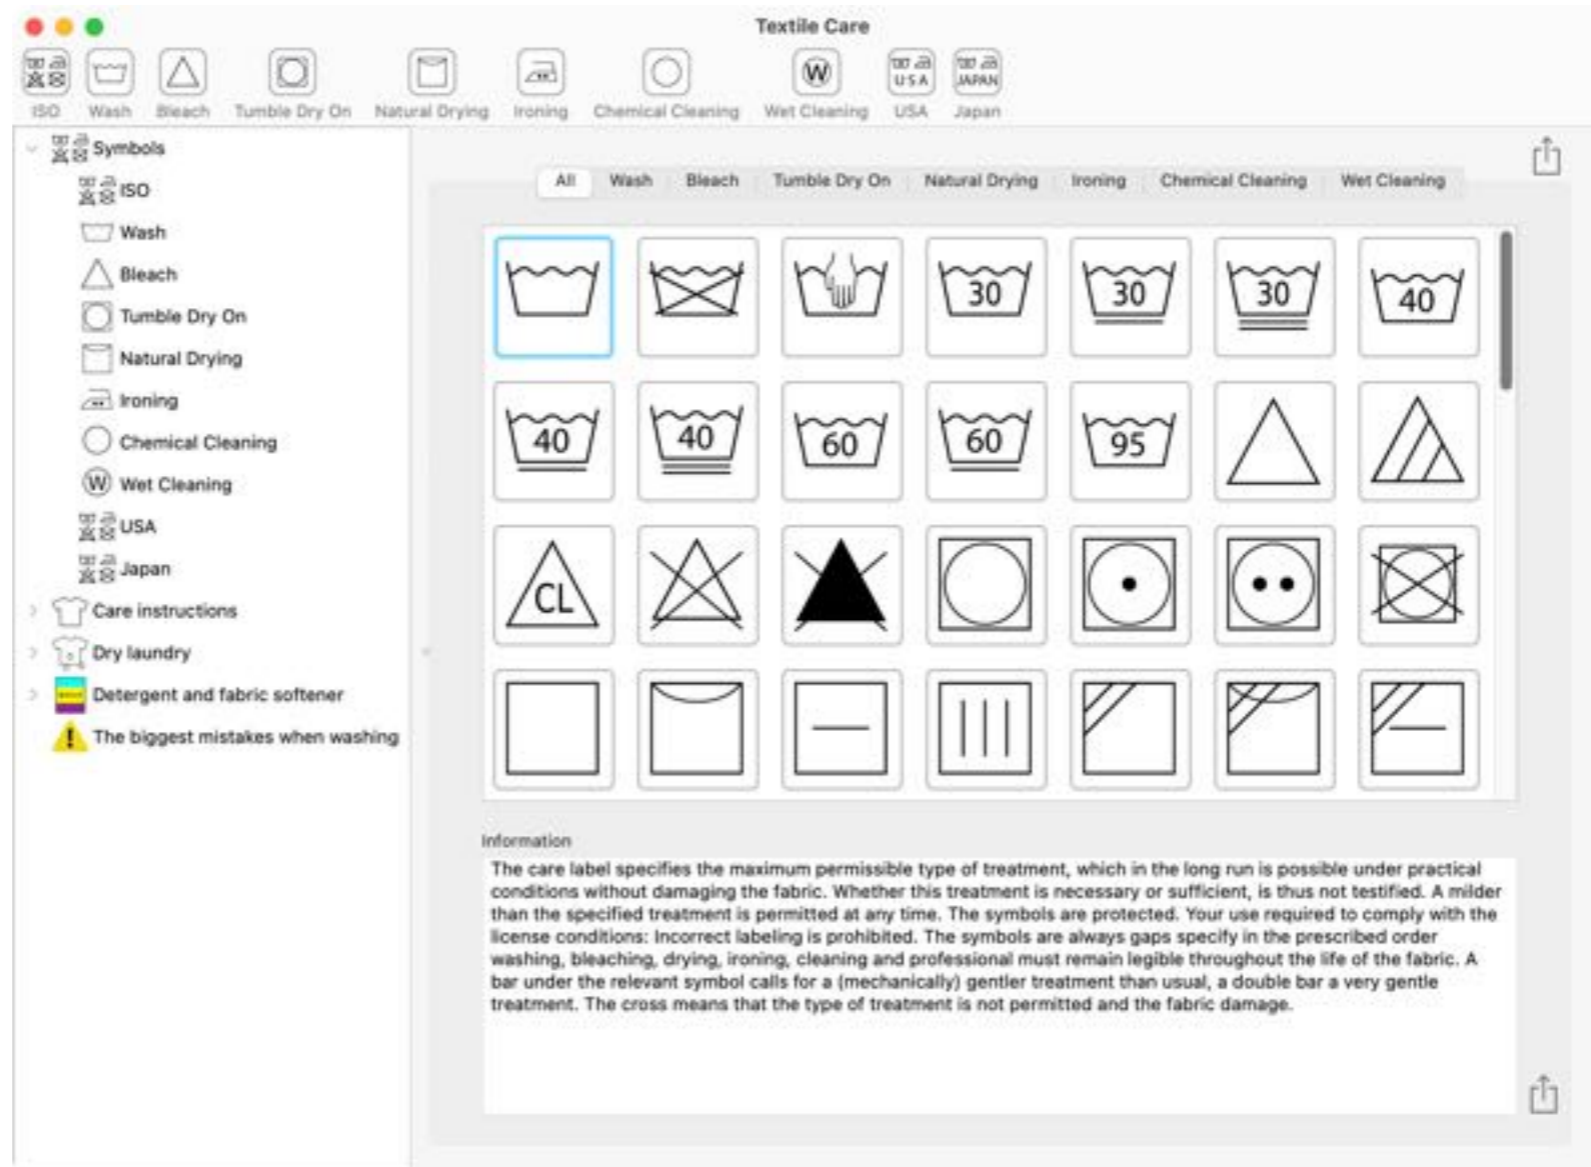 Textile Care
W
USA
JAPAN
ISO Wash Bleach Tumble Dry On Natural Drying Ironing Chemical Cleaning Wet Cleaning USA Japan
Symbols
ISO
Wash
Bleach
Tumble Dry On
Natural Drying
Ironing
Chemical Cleaning
W Wet Cleaning
USA
Japan
Care instructions
Dry laundry
Detergent and fabric softener
The biggest mistakes when washing
All Wash Bleach Tumble Dry On Natural Drying Ironing Chemical Cleaning Wet Cleaning
30 30 30 40
40 40 60 60 95
CL
Information
The care label specifies the maximum permissible type of treatment, which in the long run is possible under practical
conditions without damaging the fabric. Whether this treatment is necessary or sufficient, is thus not testified. A milder
than the specified treatment is permitted at any time. The symbols are protected. Your use required to comply with the
license conditions: Incorrect labeling is prohibited. The symbols are always gaps specify in the prescribed order
washing, bleaching, drying, ironing, cleaning and professional must remain legible throughout the life of the fabric. A
bar under the relevant symbol calls for a (mechanically) gentler treatment than usual, a double bar a very gentle
treatment. The cross means that the type of treatment is not permitted and the fabric damage.